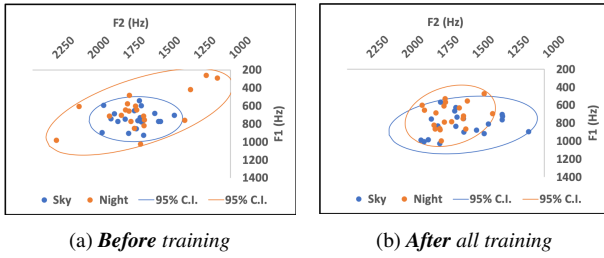 F2 (Hz)
2250 2000 1750 1500 1250 1000
200
400
600
800
1000
1200
1400
F1 (Hz)
Sky Night 95% C.I. 95% C.I.
(a) Before training
F2 (Hz)
2250 2000 1750 1500 1250 1000
200
400
600
800
1000
1200
1400
F1 (Hz)
Sky Night 95% C.I. 95% C.I.
(b) After all training